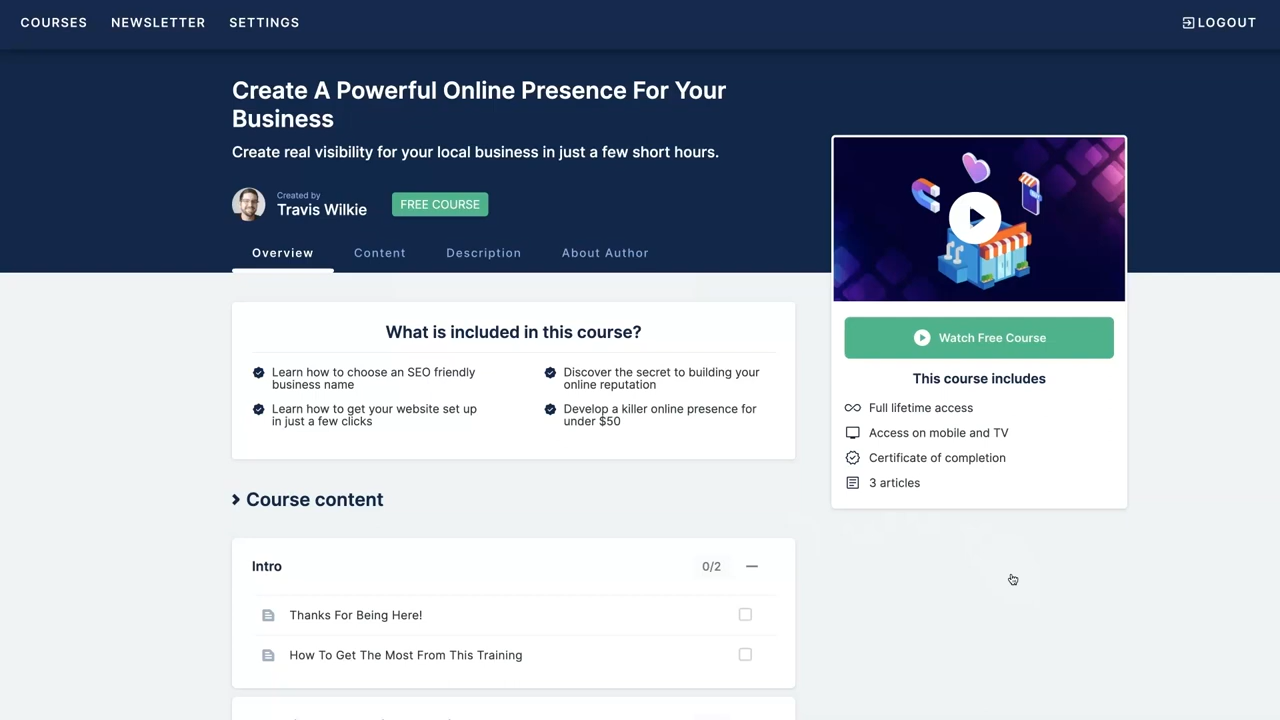 COURSES NEWSLETTER SETTINGS LOGOUT
Create A Powerful Online Presence For Your
Business
Create real visibility for your local business in just a few short hours.
Created by
Travis Wilkie
FREE COURSE
Overview Content Description About Author
What is included in this course?
Learn how to choose an SEO friendly
business name
Discover the secret to building your
online reputation
Learn how to get your website set up
in just a few clicks
Develop a killer online presence for
under $50
Watch Free Course
This course includes
Full lifetime access
Access on mobile and TV
Certificate of completion
3 articles
Course content
Intro 0/2
Thanks For Being Here!
How To Get The Most From This Training